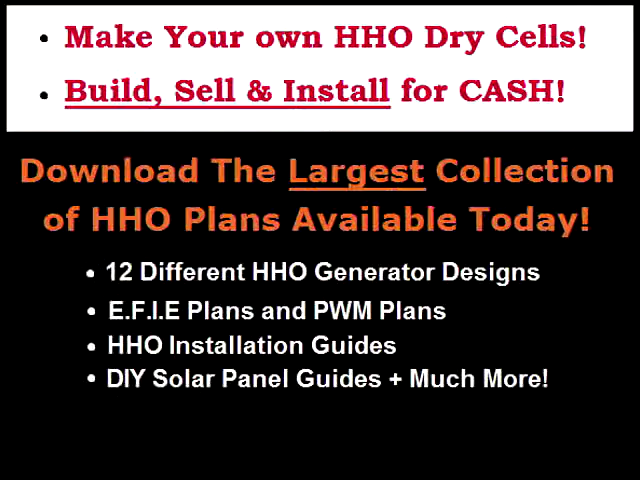 • Make Your own HHO Dry Cells!
• Build, Sell & Install for CASH!
Download The Largest Collection
of HHO Plans Available Today!
• 12 Different HHO Generator Designs
• E.F.I.E Plans and PWM Plans
• HHO Installation Guides
• DIY Solar Panel Guides + Much More!